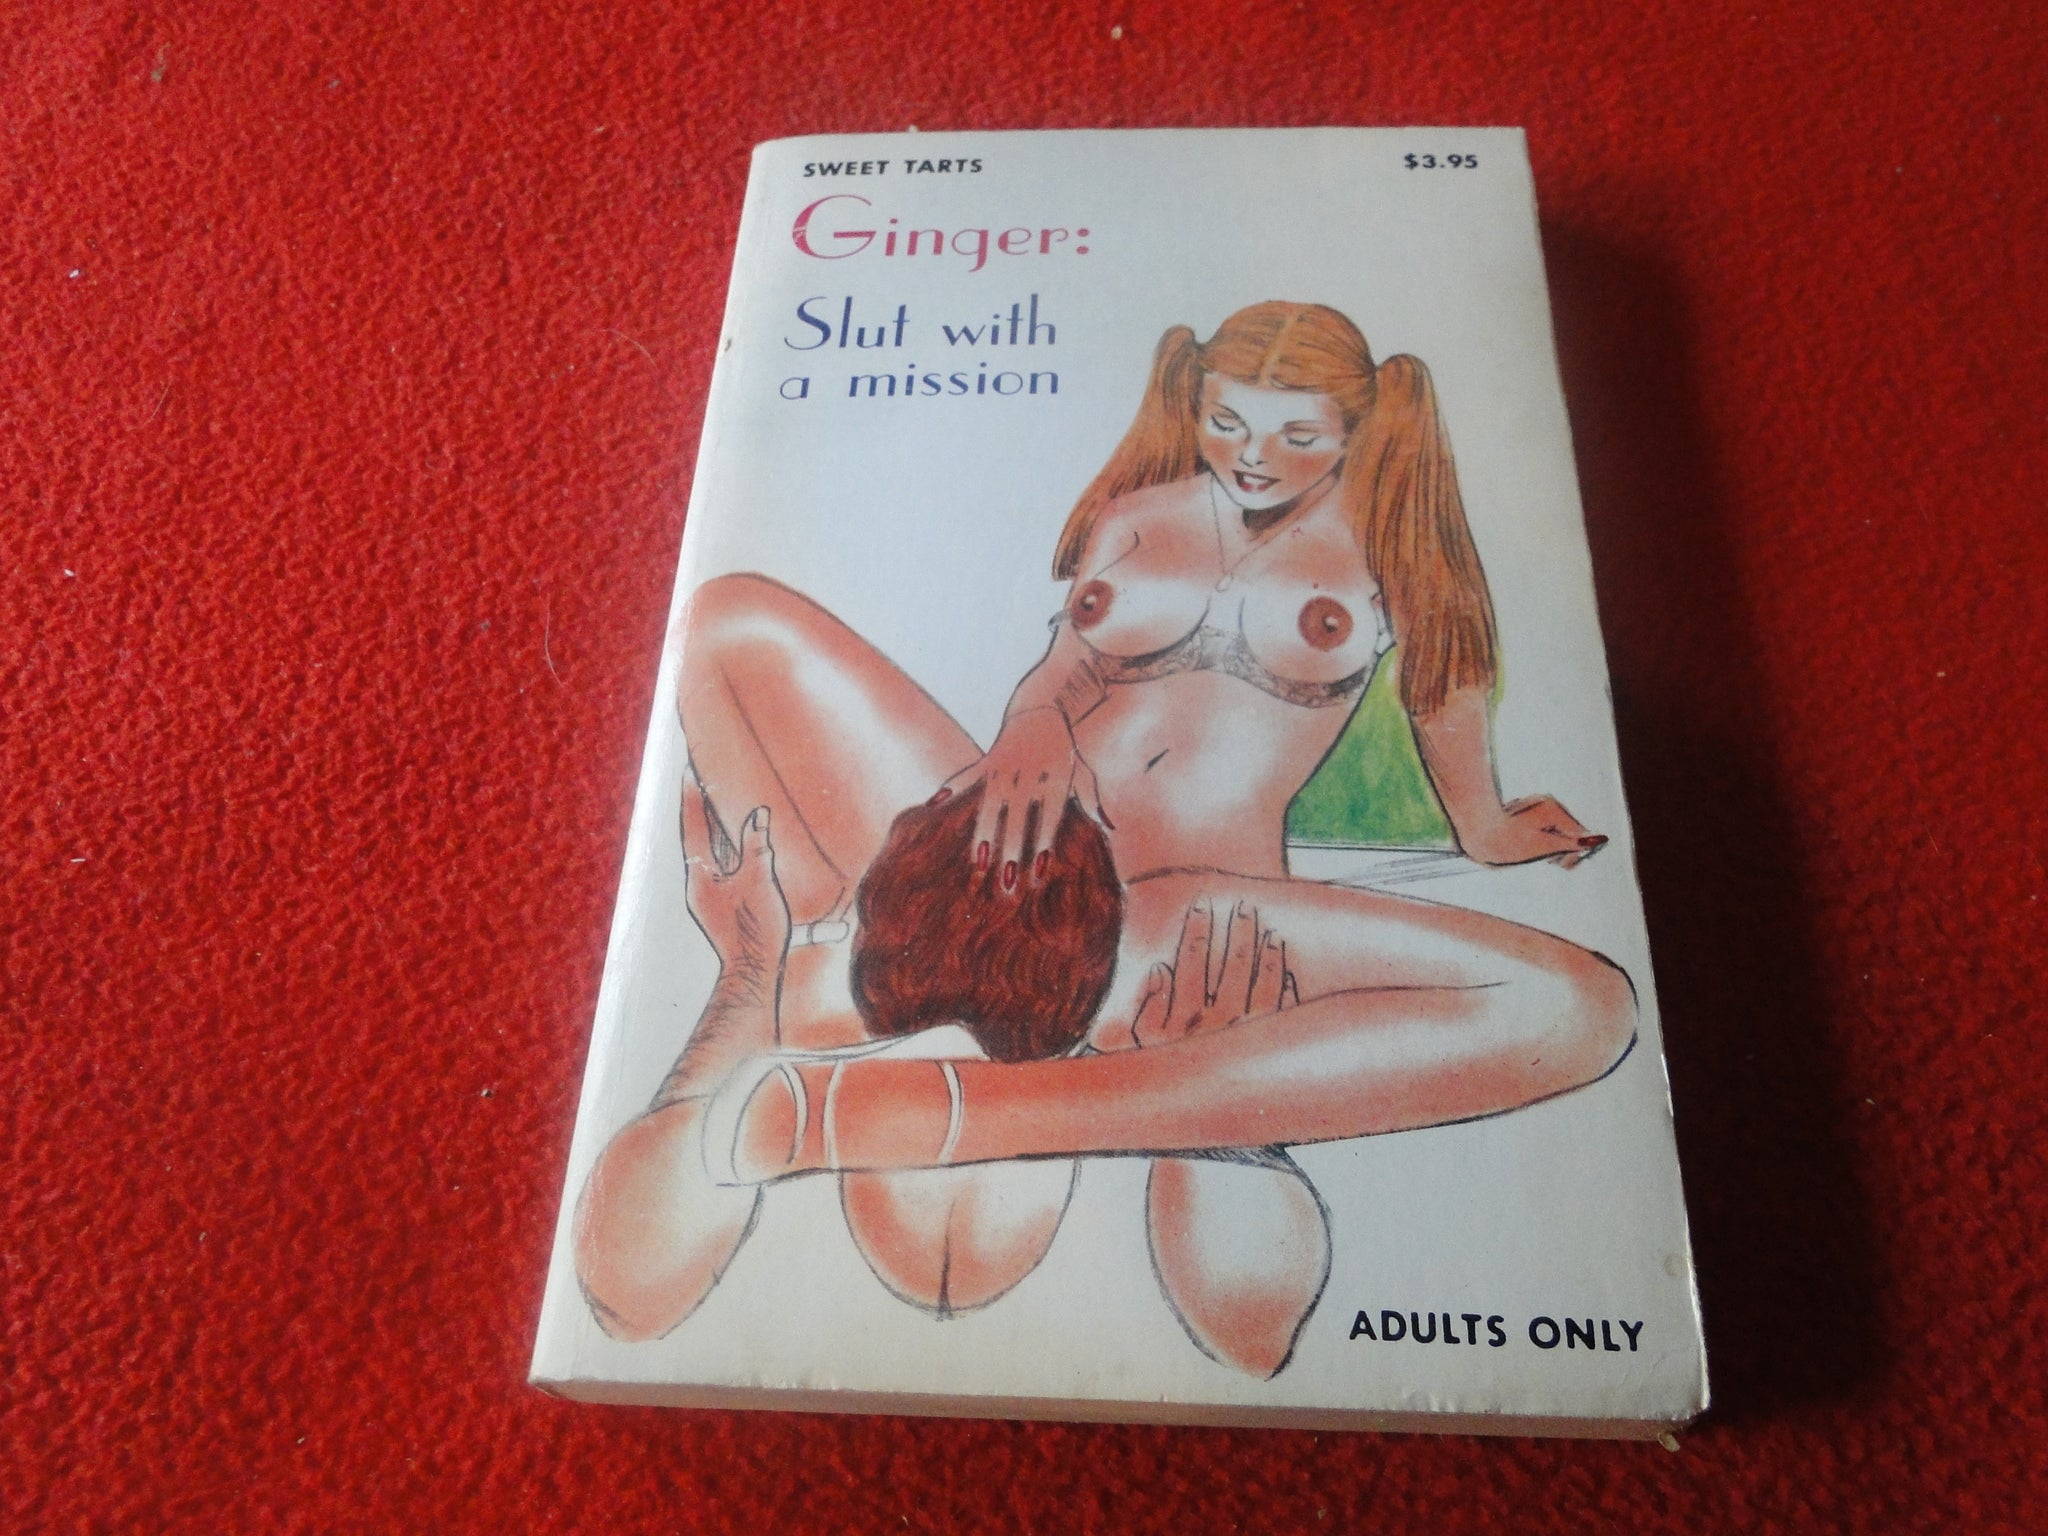 SWEET TARTS
$3.95
Ginger:
Slut with
a mission
ADULTS ONLY